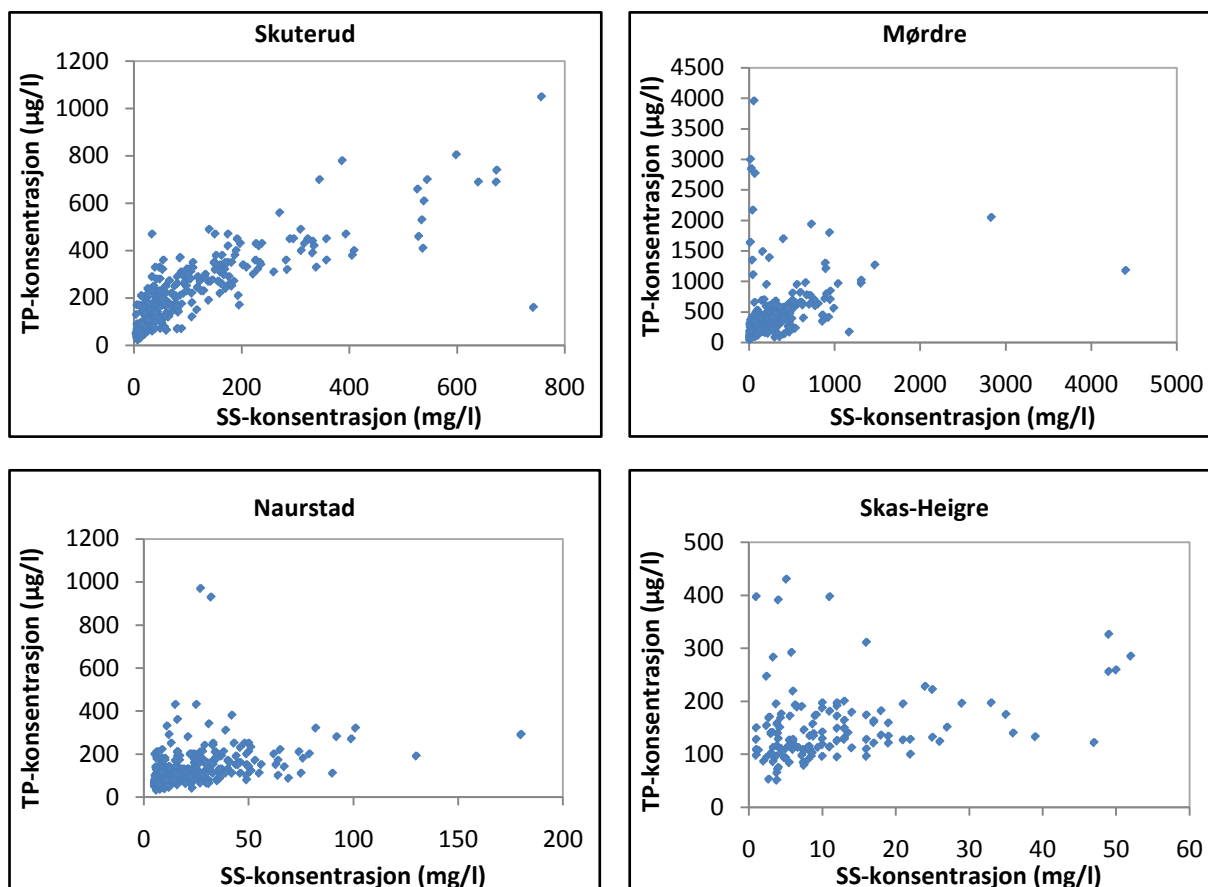 Skuterud
TP-konsentrasjon (µg/l)
1200
1000
800
600
400
200
0
0 200 400 600 800
SS-konsentrasjon (mg/l)
Mørdre
TP-konsentrasjon (µg/l)
4500
4000
3500
3000
2500
2000
1500
1000
500
0
0 1000 2000 3000 4000 5000
SS-konsentrasjon (mg/l)
Naurstad
TP-konsentrasjon (µg/l)
1200
1000
800
600
400
200
0
0 50 100 150 200
SS-konsentrasjon (mg/l)
Skas-Heigre
TP-konsentrasjon (µg/l)
500
400
300
200
100
0
0 10 20 30 40 50 60
SS-konsentrasjon (mg/l)